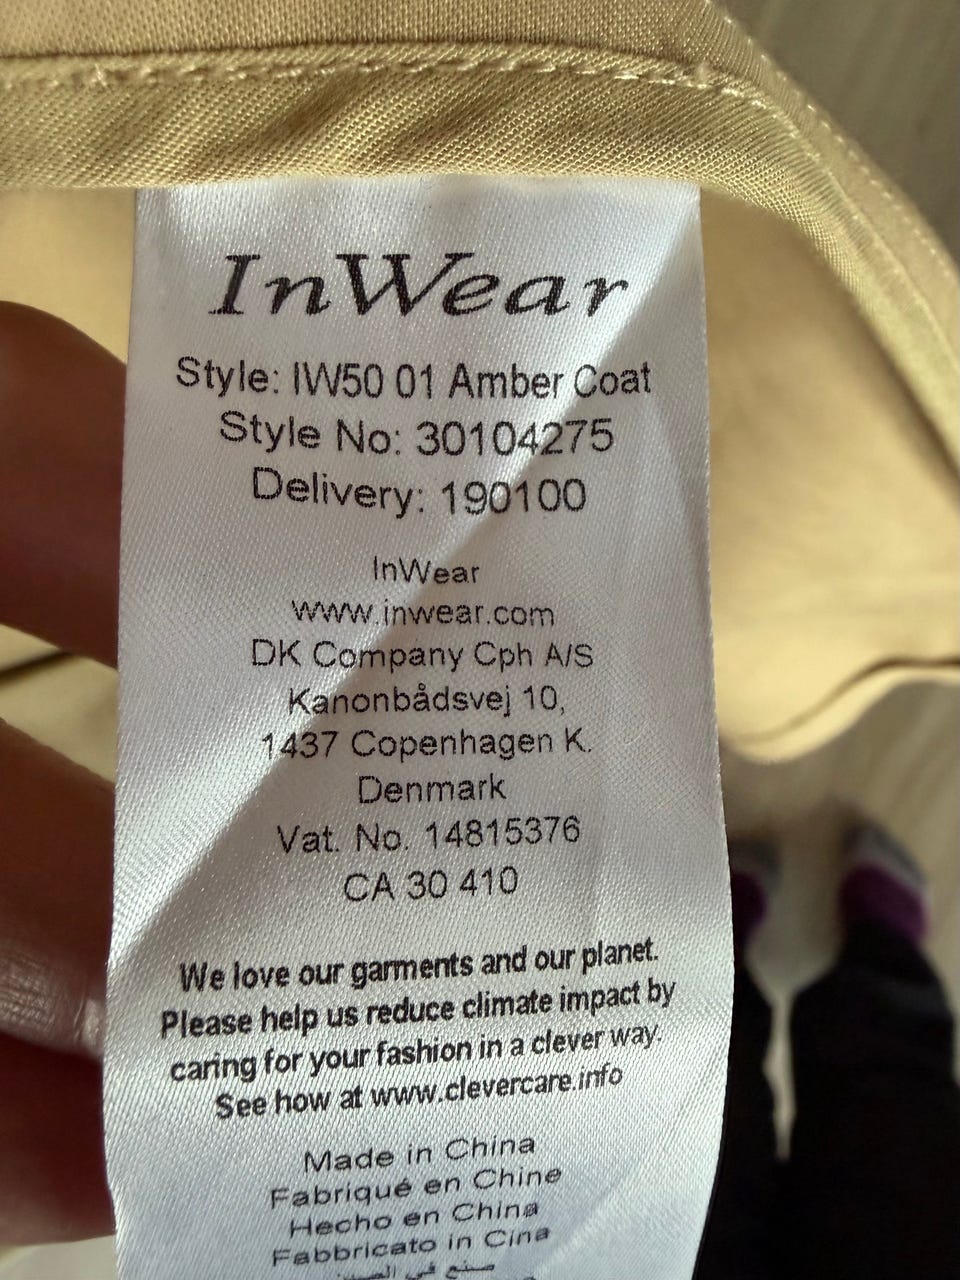 InWear
Style: IW50 01 Amber Coat
Style No: 30104275
Delivery: 190100
InWear
www.inwear.com
DK Company Cph A/S
Kanonbådsvej 10,
1437 Copenhagen K.
Denmark
Vat. No. 14815376
CA 30 410
We love our garments and our planet.
Please help us reduce climate impact by
caring for your fashion in a clever way.
See how at www.clevercare.info
Made in China
Fabriqué en Chine
Hecho en China
Fabbricato in Cina
صنع في الصين